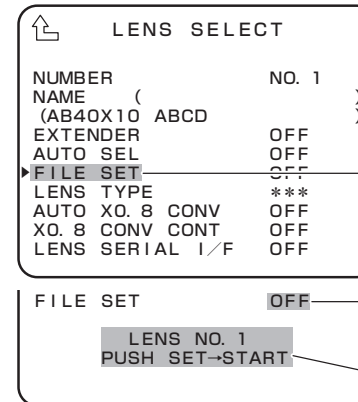 LENS SELECT
NUMBER NO. 1
NAME ( )
(AB40X10 ABCD )
EXTENDER OFF
AUTO SEL OFF
▶FILE SET OFF
LENS TYPE ***
AUTO X0. 8 CONV OFF
X0. 8 CONV CONT OFF
LENS SERIAL I/F OFF
FILE SET OFF
LENS NO. 1
PUSH SET→START